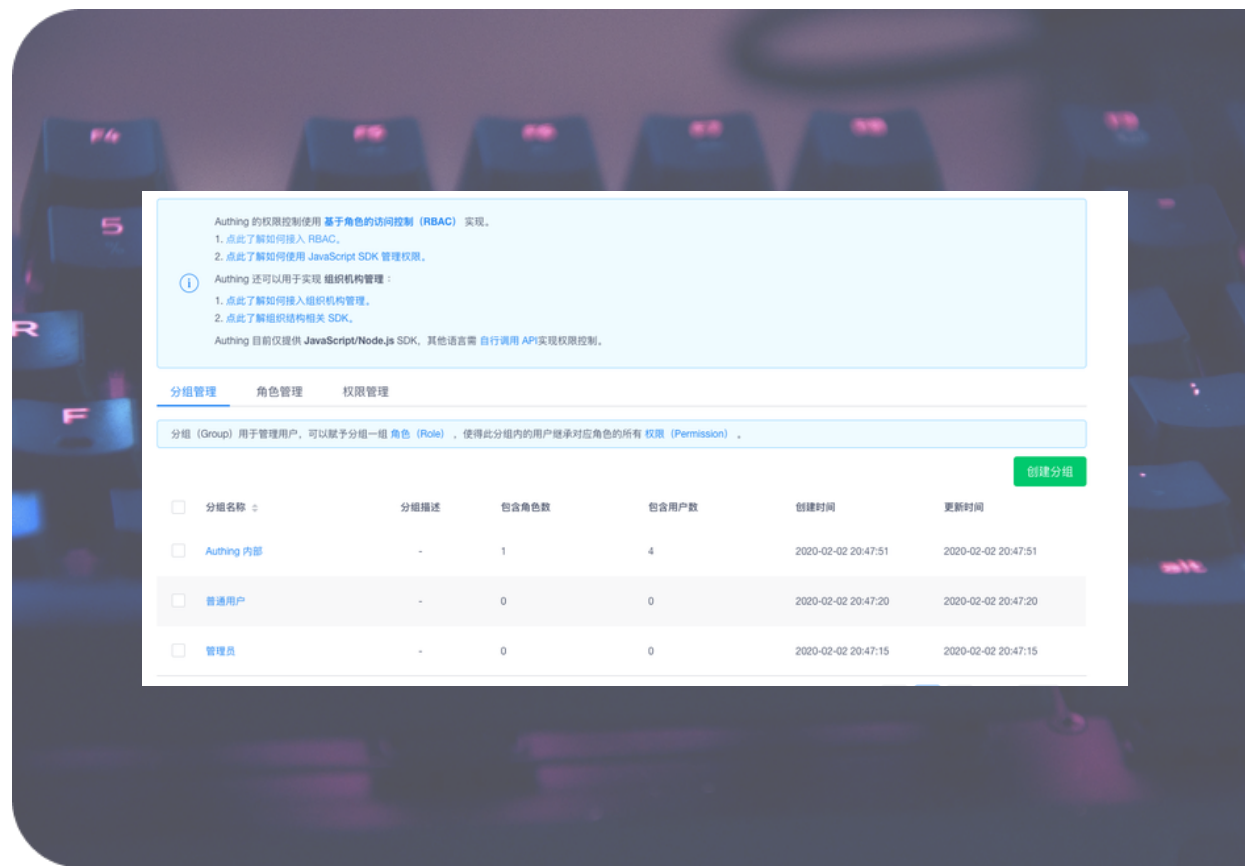 F4
5
R
F
Authing 的权限控制使用 基于角色的访问控制（RBAC） 实现。
1. 点此了解如何接入 RBAC。
2. 点此了解如何使用 JavaScript SDK 管理权限。
Authing 还可以用于实现 组织机构管理：
1. 点此了解如何接入组织机构管理。
2. 点此了解组织结构相关 SDK。
Authing 目前仅提供 JavaScript/Node.js SDK，其他语言需 自行调用 API实现权限控制。
分组管理 角色管理 权限管理
分组（Group）用于管理用户，可以赋予分组一组 角色（Role） ，使得此分组内的用户继承对应角色的所有 权限（Permission） 。
创建分组
分组名称 分组描述 包含角色数 包含用户数 创建时间 更新时间
Authing 内部 - 1 4 2020-02-02 20:47:51 2020-02-02 20:47:51
普通用户 - 0 0 2020-02-02 20:47:20 2020-02-02 20:47:20
管理员 - 0 0 2020-02-02 20:47:15 2020-02-02 20:47:15
alt